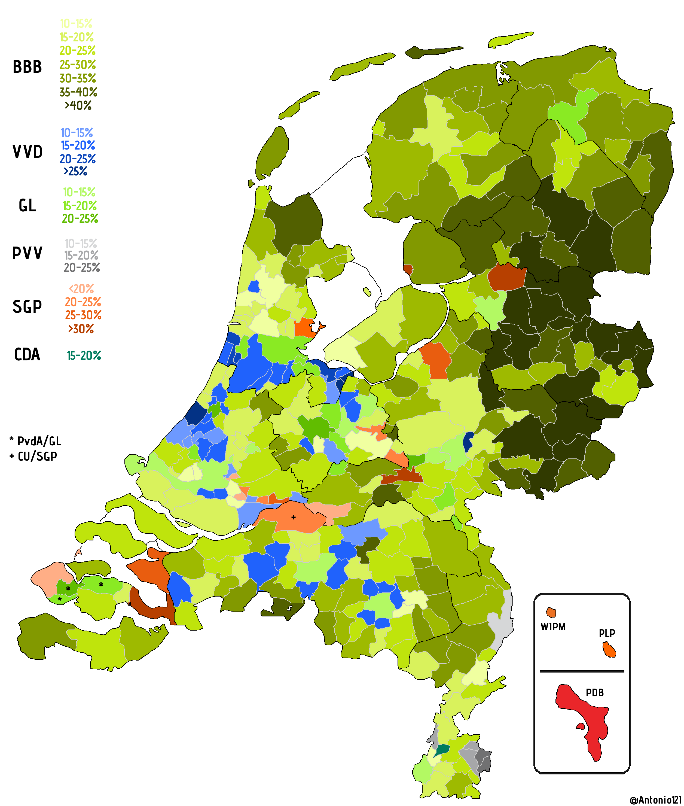 BBB
10-15%
15-20%
20-25%
25-30%
30-35%
35-40%
>40%
VVD
10-15%
15-20%
20-25%
>25%
GL
10-15%
15-20%
20-25%
PVV
10-15%
15-20%
20-25%
SGP
<20%
20-25%
25-30%
>30%
CDA
15-20%
* PvdA/GL
+ CU/SGP
W1PM
PLP
PDB
@Antonio121